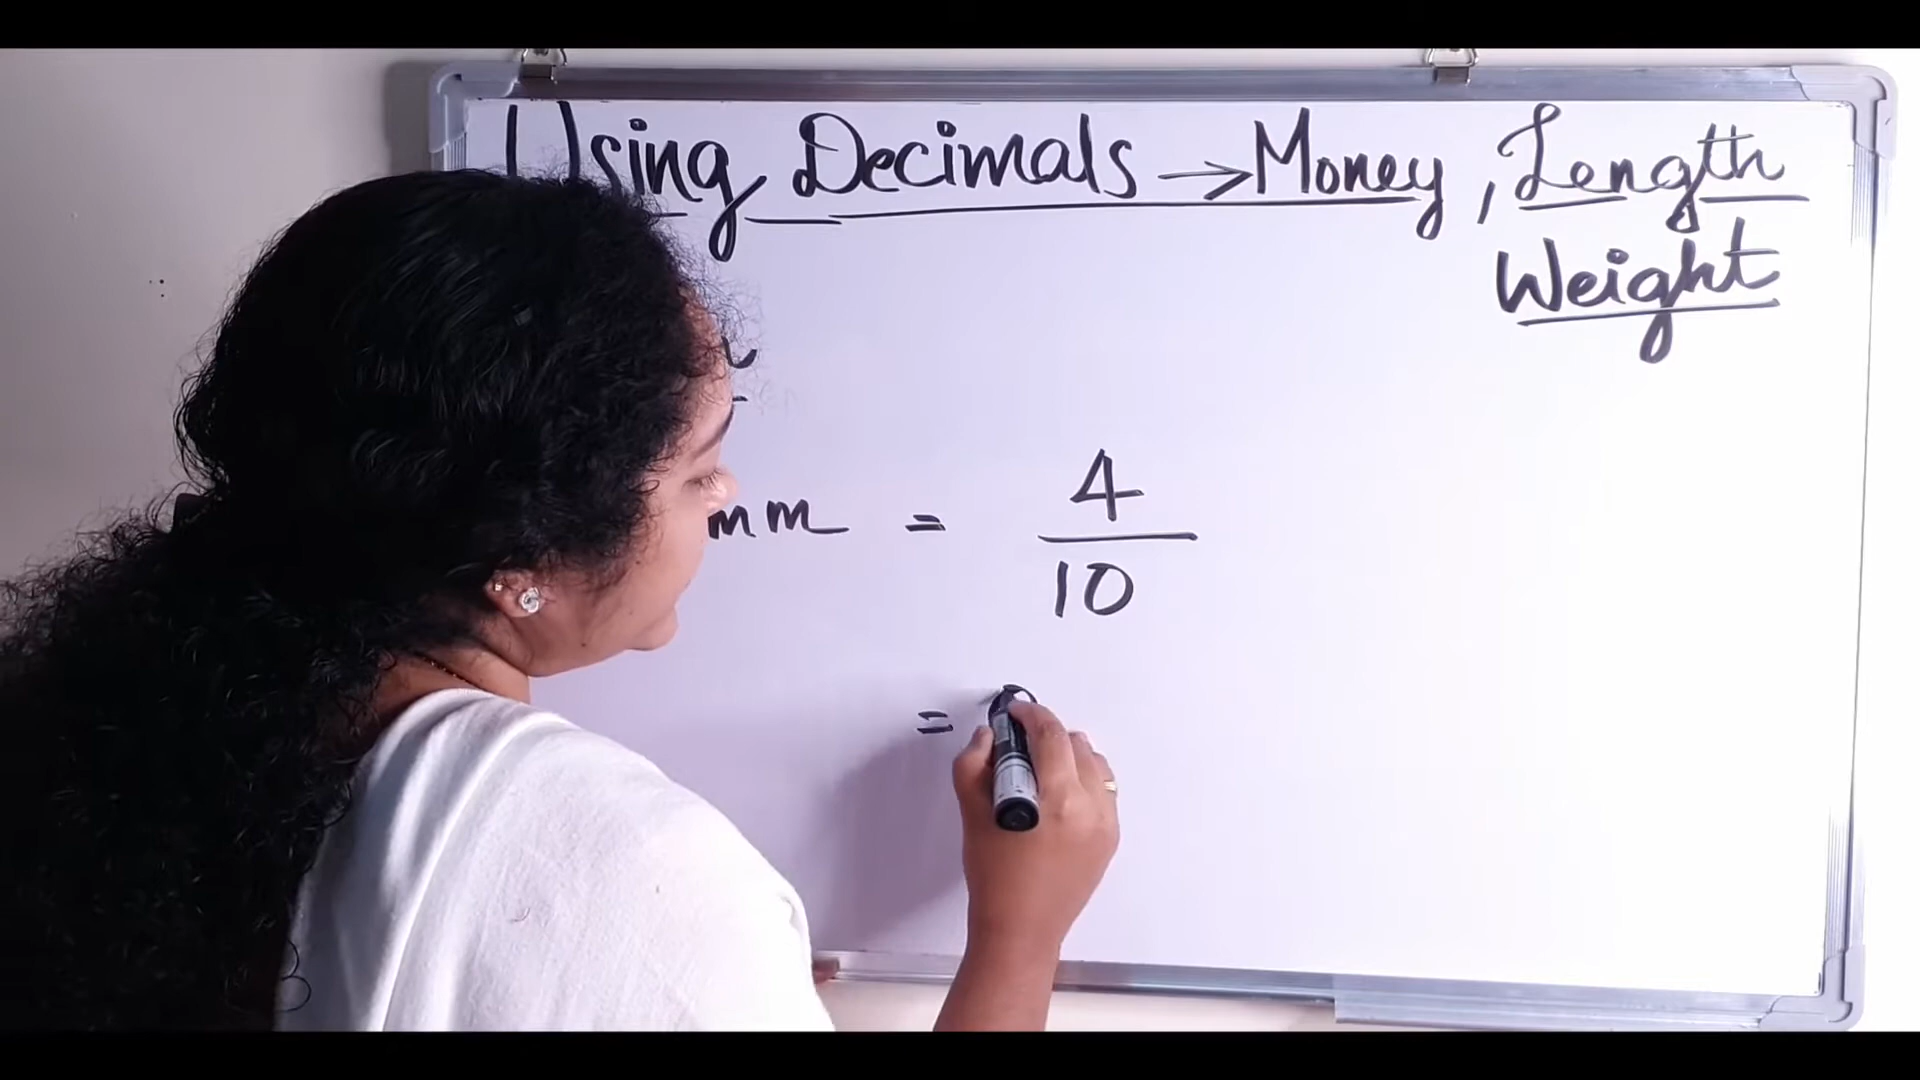 Using Decimals → Money, Length
Weight
mm = 4
10
=